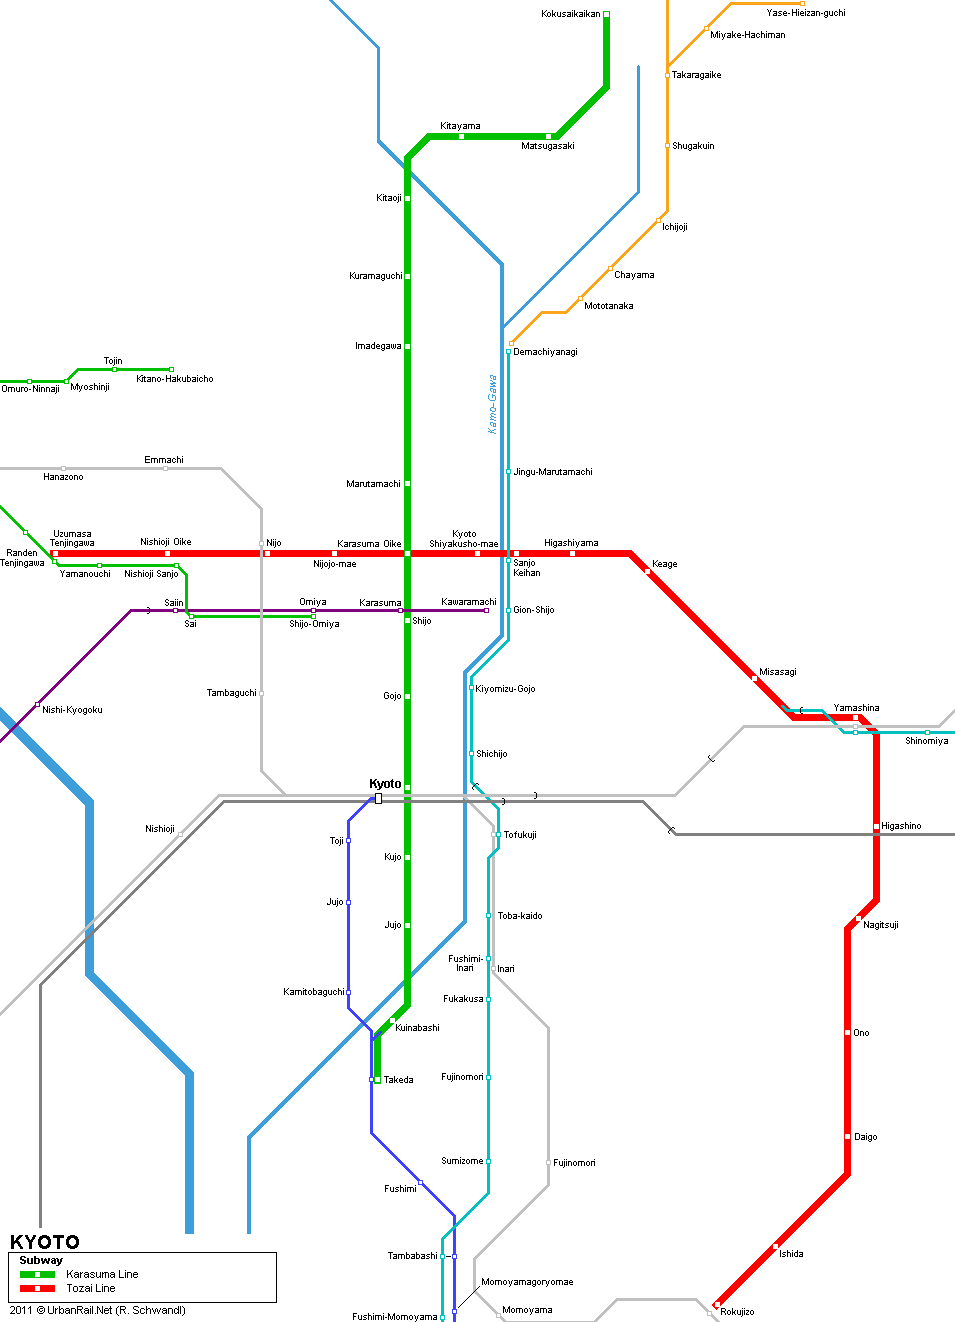 Kokusaikaikan
Yase-Hieizan-guchi
Miyake-Hachiman
Takaragaike
Kitayama
Matsugasaki
Shugakuin
Kitaoji
Ichijoji
Kuramaguchi
Chayama
Mototanaka
Imadegawa
Demachiyanagi
Tojin
Kitano-Hakubaicho
Omuro-Ninnaji
Myoshinji
Kamo-Gawa
Emmachi
Hanazono
Jingu-Marutamachi
Marutamachi
Uzumasa
Tenjingawa
Nishioji Oike
Nijo
Karasuma Oike
Kyoto
Shiyakusho-mae
Higashiyama
Randen
Tenjingawa
Yamanouchi
Nishioji Sanjo
Nijojo-mae
Sanjo
Keihan
Keage
Saiin
Omiya
Karasuma
Kawaramachi
Gion-Shijo
Sai
Shijo-Omiya
Shijo
Misasagi
Tambaguchi
Gojo
Kiyomizu-Gojo
Nishi-Kyogoku
Yamashina
Shinomiya
Shichijo
Kyoto
Nishioji
Toji
Tofukuji
Higashino
Kujo
Jujo
Jujo
Toba-kaido
Nagitsuji
Fushimi-
Inari
Inari
Kamitobaguchi
Fukakusa
Kuinabashi
Ono
Takeda
Fujinomori
Daigo
Sumizome
Fujinomori
Fushimi
Tambabashi
Ishida
Momoyamagoryomae
Fushimi-Momoyama
Momoyama
Rokujizo
KYOTO
Subway
Karasuma Line
Tozai Line
2011 © UrbanRail.Net (R. Schwandl)